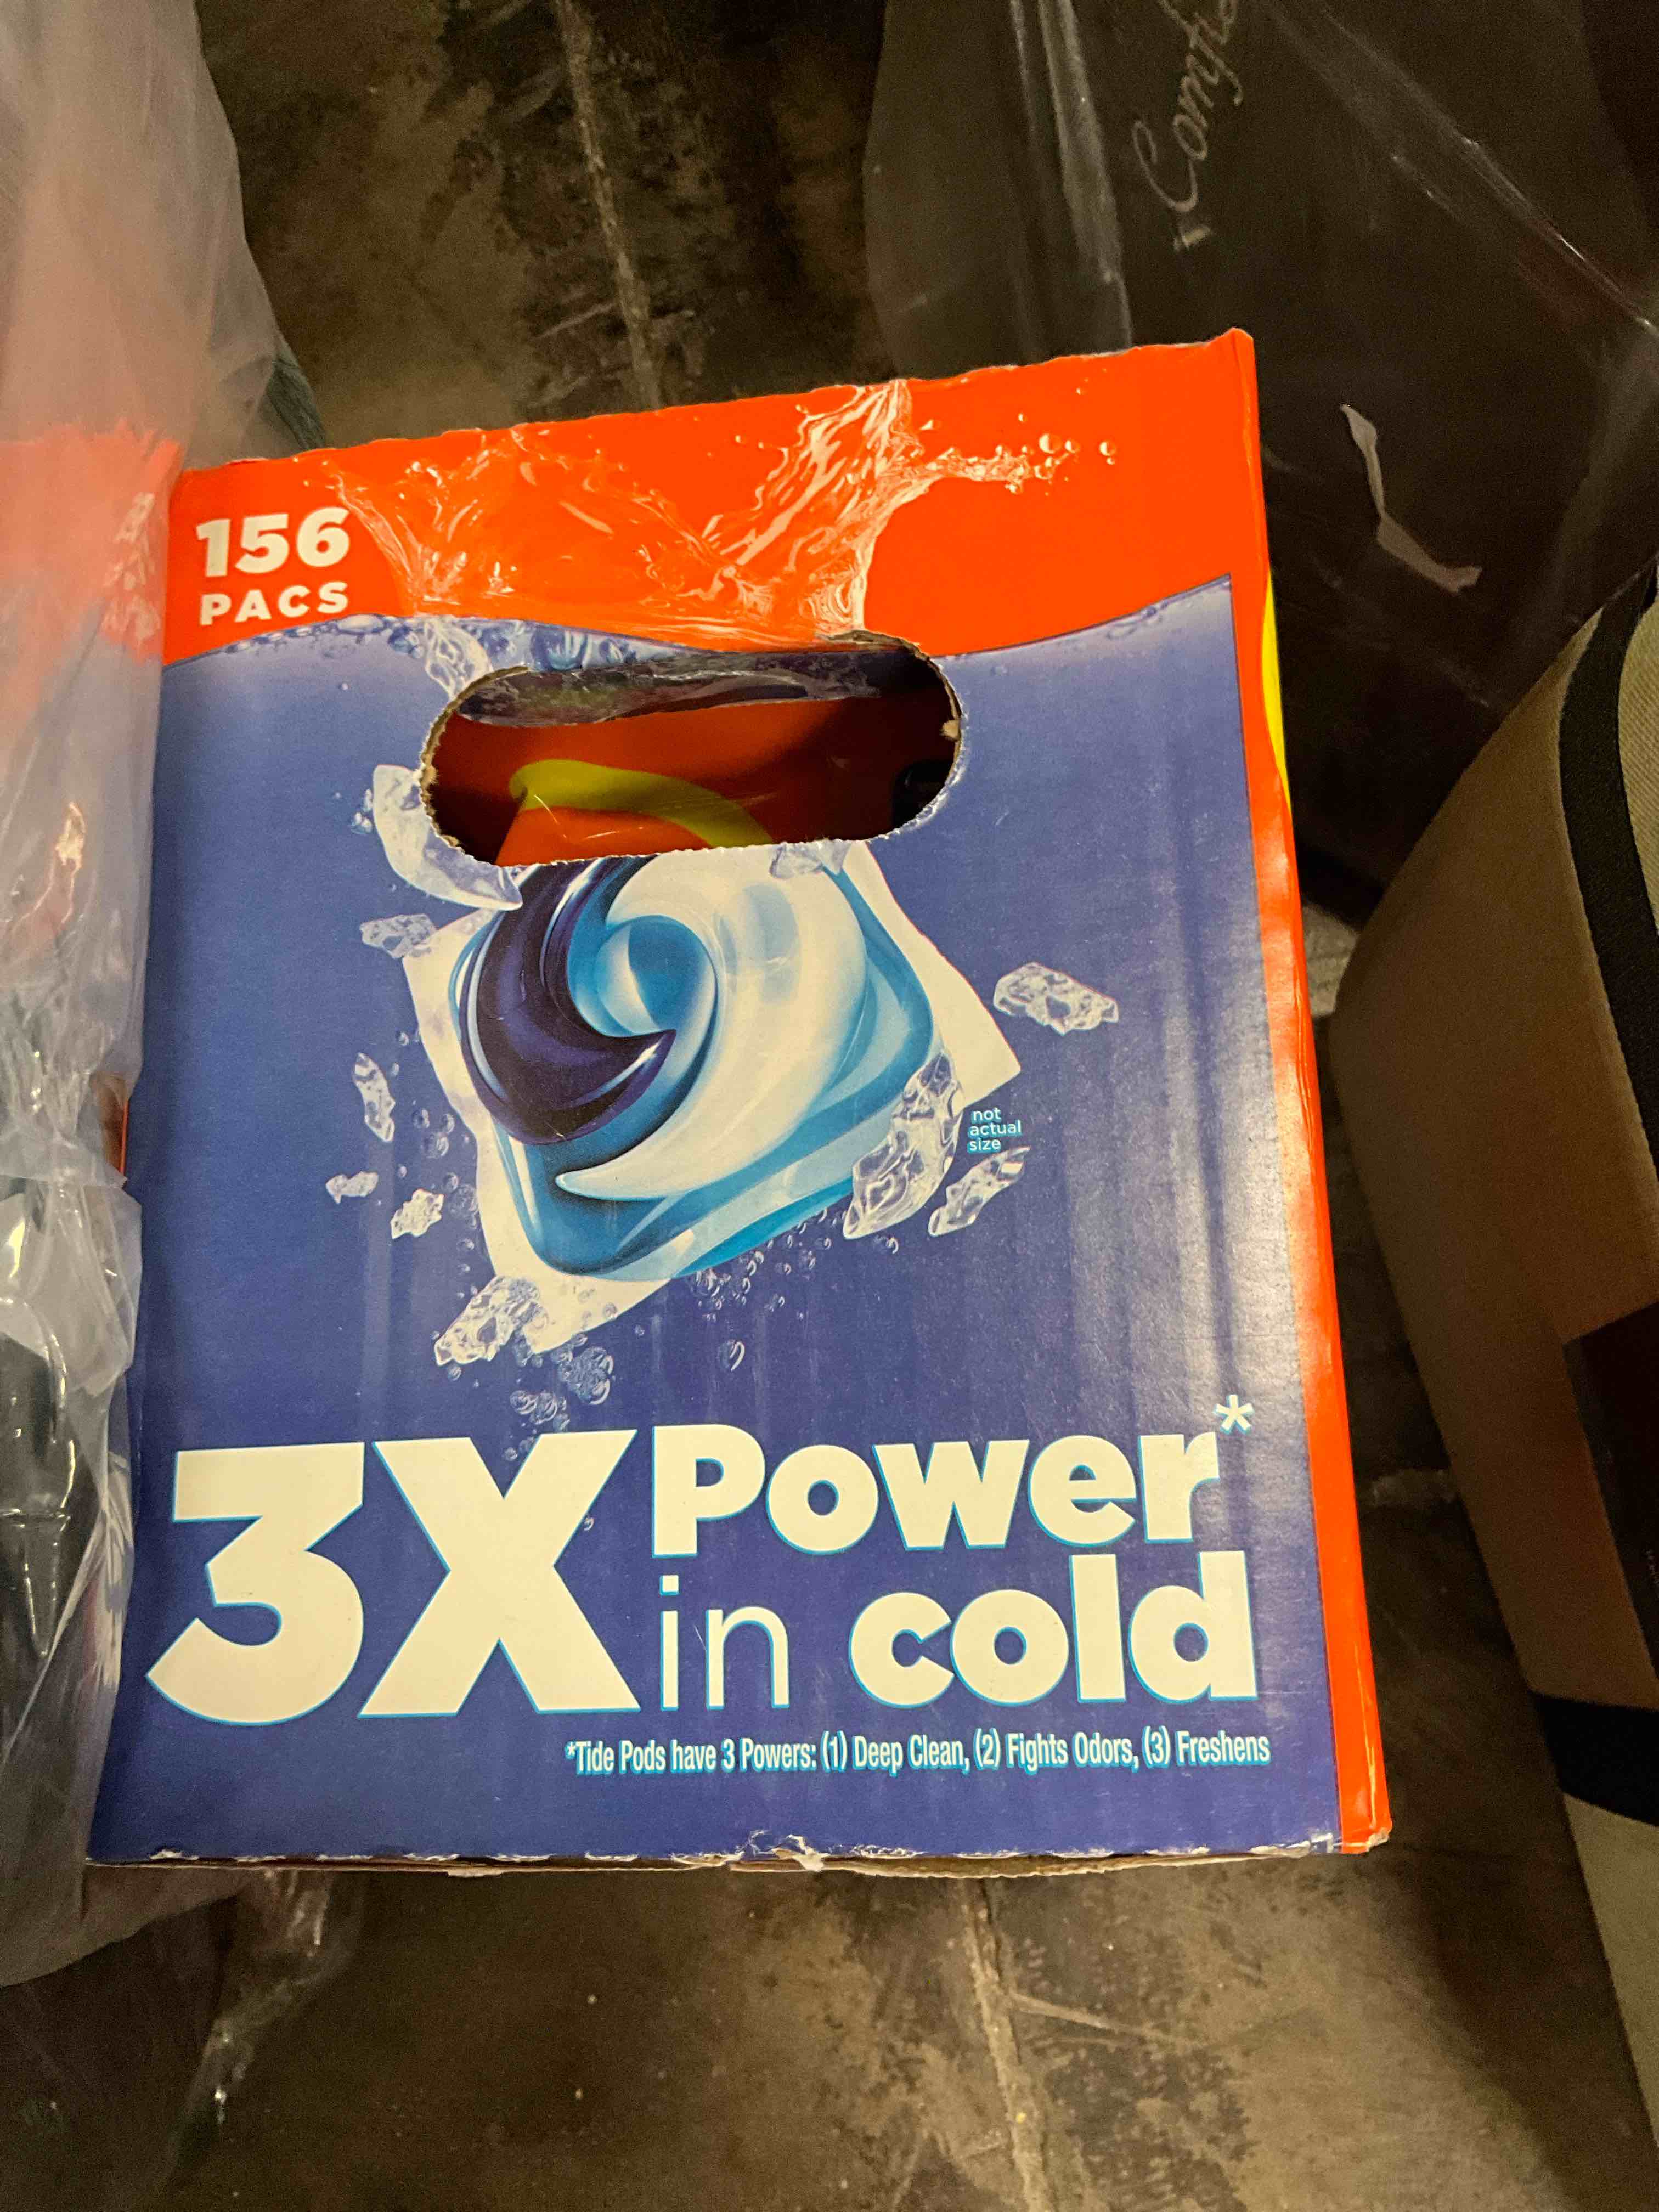 156
PACS
not
actual
size
3X Power*
in cold
*Tide Pods have 3 Powers: (1) Deep Clean, (2) Fights Odors, (3) Freshens